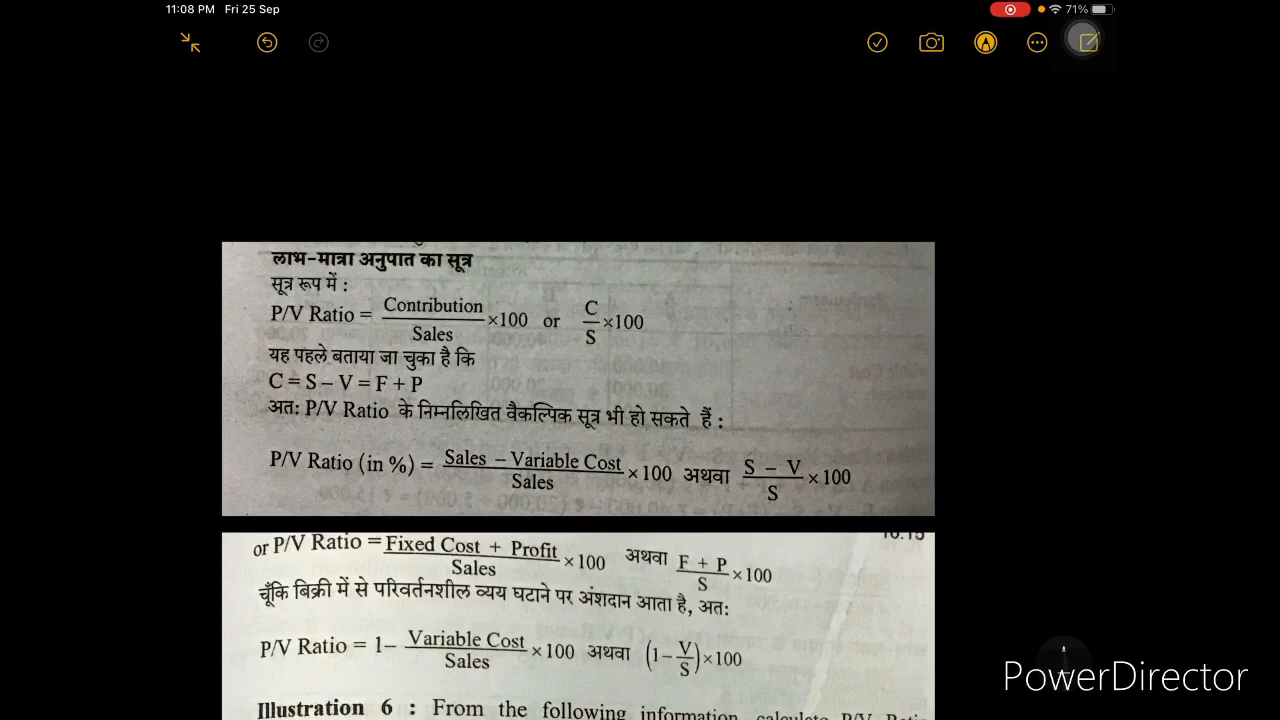 11:08 PM Fri 25 Sep 71%
लाभ-मात्रा अनुपात का सूत्र
सूत्र रूप में :
P/V Ratio = Contribution/Sales ×100 or C/S ×100
यह पहले बताया जा चुका है कि
C = S – V = F + P
अत: P/V Ratio के निम्नलिखित वैकल्पिक सूत्र भी हो सकते हैं :
P/V Ratio (in %) = Sales – Variable Cost/Sales × 100 अथवा S – V/S × 100
10.15
or P/V Ratio = Fixed Cost + Profit/Sales × 100 अथवा F + P/S × 100
चूँकि बिक्री में से परिवर्तनशील व्यय घटाने पर अंशदान आता है, अत:
P/V Ratio = 1– Variable Cost/Sales × 100 अथवा (1–V/S)×100
Illustration 6 : From the following information calculate P/V
PowerDirector